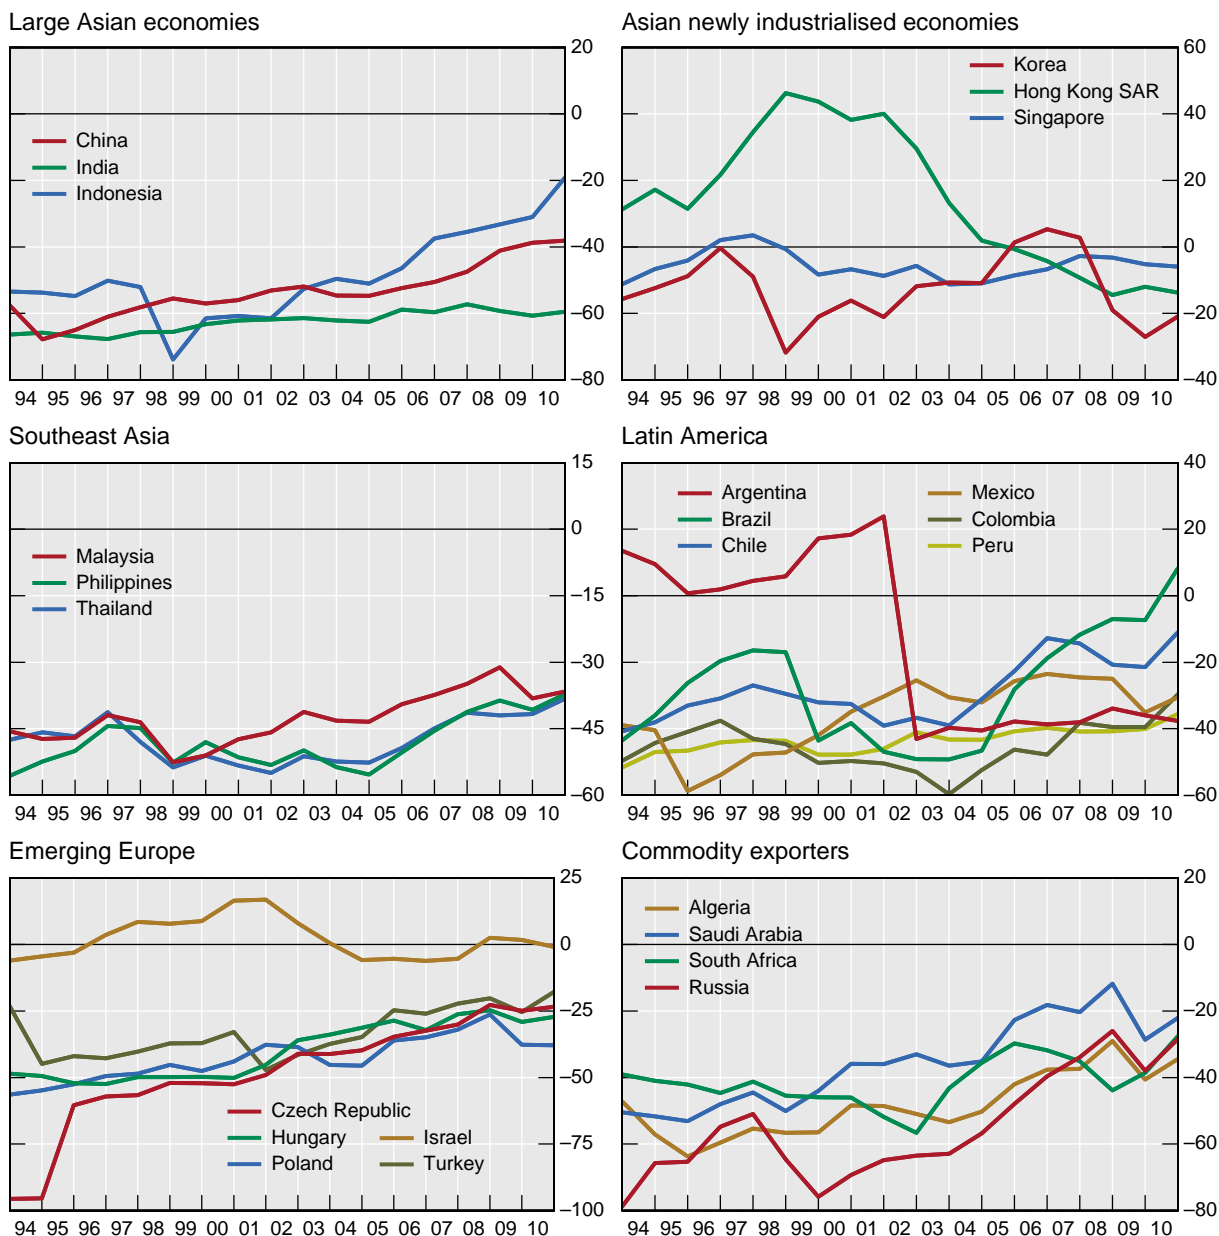 Large Asian economies
20
0
–20
–40
–60
–80
China
India
Indonesia
94 95 96 97 98 99 00 01 02 03 04 05 06 07 08 09 10
Asian newly industrialised economies
60
40
20
0
–20
–40
Korea
Hong Kong SAR
Singapore
94 95 96 97 98 99 00 01 02 03 04 05 06 07 08 09 10
Southeast Asia
15
0
–15
–30
–45
–60
Malaysia
Philippines
Thailand
94 95 96 97 98 99 00 01 02 03 04 05 06 07 08 09 10
Latin America
40
20
0
–20
–40
–60
Argentina Mexico
Brazil Colombia
Chile Peru
94 95 96 97 98 99 00 01 02 03 04 05 06 07 08 09 10
Emerging Europe
25
0
–25
–50
–75
–100
Czech Republic
Hungary Israel
Poland Turkey
94 95 96 97 98 99 00 01 02 03 04 05 06 07 08 09 10
Commodity exporters
20
0
–20
–40
–60
–80
Algeria
Saudi Arabia
South Africa
Russia
94 95 96 97 98 99 00 01 02 03 04 05 06 07 08 09 10